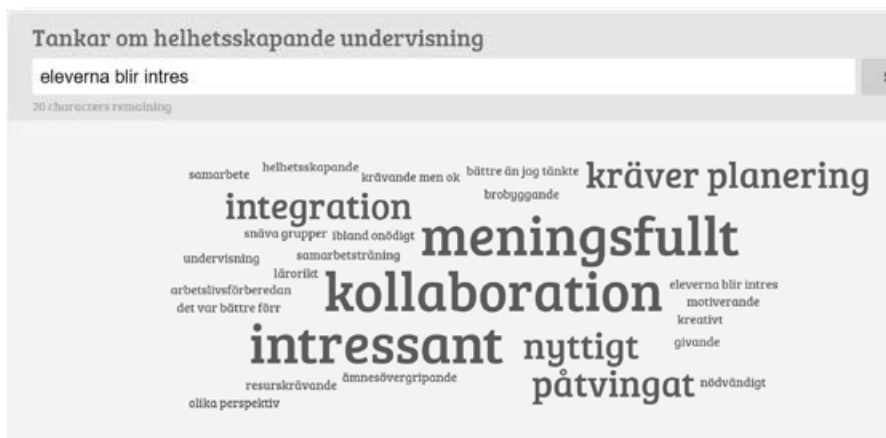 Tankar om helhetsskapande undervisning
eleverna blir intres
20 characters remaining
samarbete
helhetsskapande
krävande men ok
bättre än jag tänkte
kräver planering
brobyggande
integration
snäva grupper
ibland onödigt
meningsfullt
undervisning
samarbetsträning
lärorikt
arbetslivsförberedan
kollaboration
eleverna blir intres
motiverande
det var bättre förr
kreativt
intressant
nyttigt
givande
resurskrävande
ämnesövergripande
påtvingat
nödvändigt
olika perspektiv